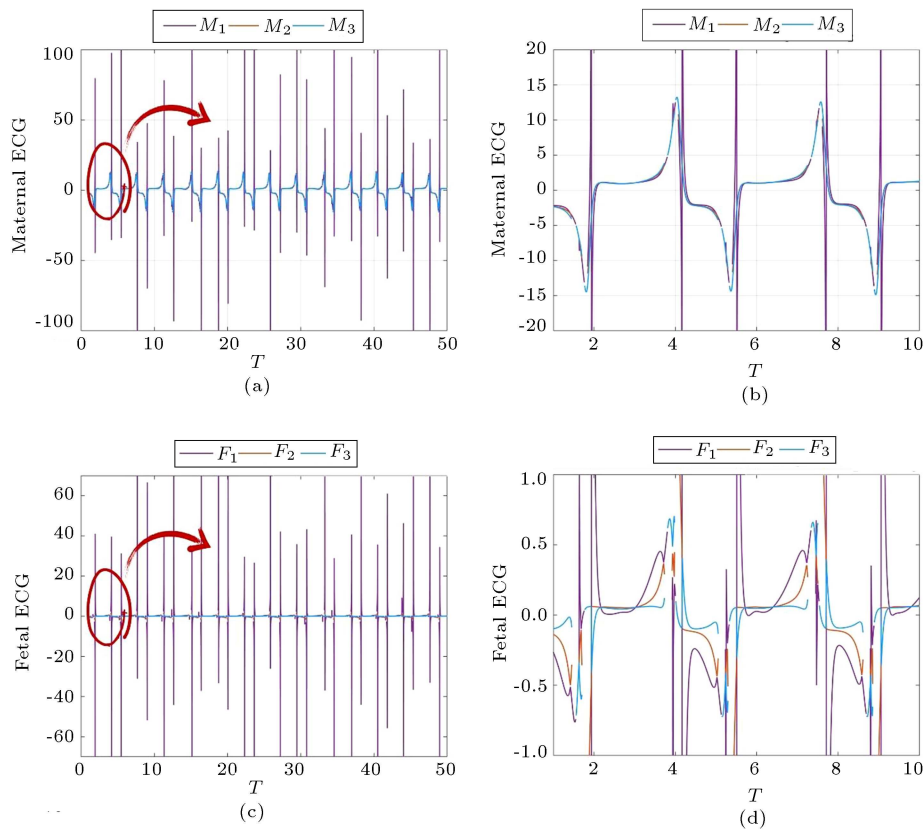 M1 M2 M3
100
50
0
-50
-100
Maternal ECG
0 10 20 30 40 50
T
(a)
M1 M2 M3
20
15
10
5
0
-5
-10
-15
-20
Maternal ECG
2 4 6 8 10
T
(b)
F1 F2 F3
60
40
20
0
-20
-40
-60
Fetal ECG
0 10 20 30 40 50
T
(c)
F1 F2 F3
1.0
0.5
0.0
-0.5
-1.0
Fetal ECG
2 4 6 8 10
T
(d)